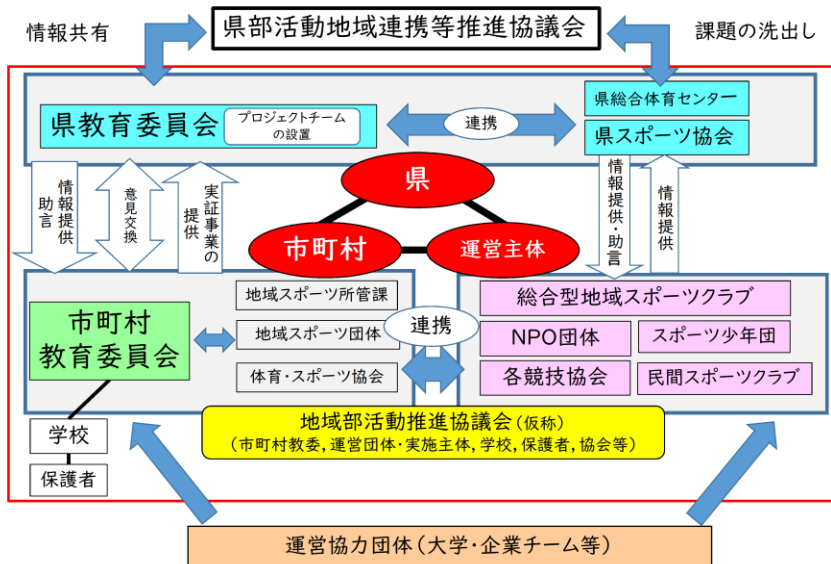 情報共有
県部活動地域連携等推進協議会
課題の洗出し
県教育委員会
プロジェクトチーム
の設置
連携
県総合体育センター
県スポーツ協会
県
市町村
運営主体
情報提供
助言
意見交換
実証事業の
提供
情報提供・助言
情報提供
市町村
教育委員会
地域スポーツ所管課
地域スポーツ団体
体育・スポーツ協会
連携
総合型地域スポーツクラブ
NPO団体
スポーツ少年団
各競技協会
民間スポーツクラブ
学校
保護者
地域部活動推進協議会(仮称)
(市町村教委,運営団体・実施主体,学校,保護者,協会等)
運営協力団体(大学・企業チーム等)